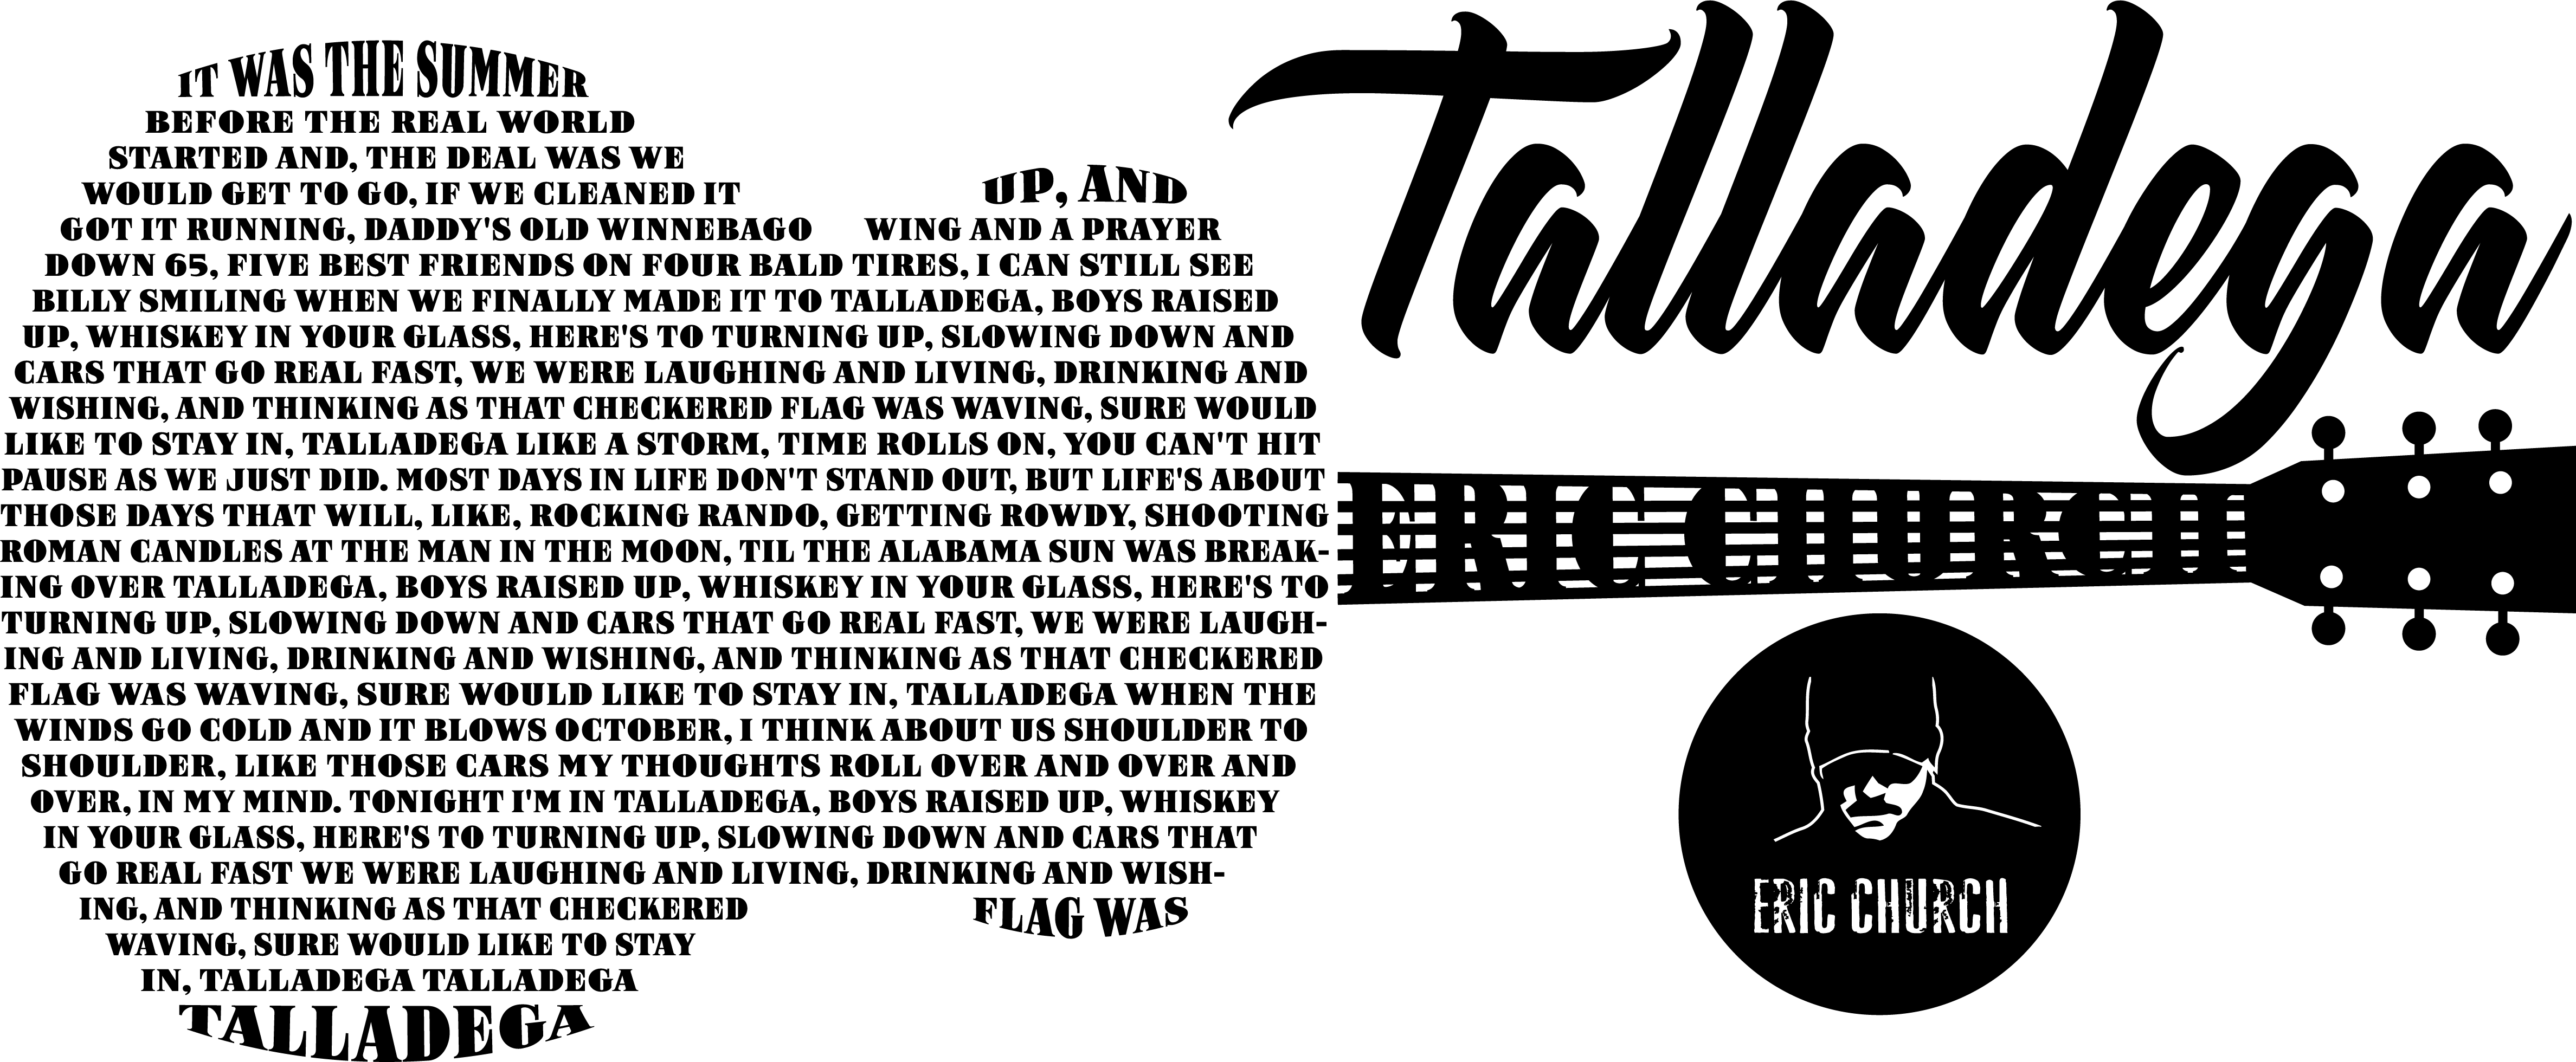 IT WAS THE SUMMER
BEFORE THE REAL WORLD
STARTED AND, THE DEAL WAS WE
WOULD GET TO GO, IF WE CLEANED IT
UP, AND
GOT IT RUNNING, DADDY'S OLD WINNEBAGO WING AND A PRAYER
DOWN 65, FIVE BEST FRIENDS ON FOUR BALD TIRES, I CAN STILL SEE
BILLY SMILING WHEN WE FINALLY MADE IT TO TALLADEGA, BOYS RAISED
UP, WHISKEY IN YOUR GLASS, HERE'S TO TURNING UP, SLOWING DOWN AND
CARS THAT GO REAL FAST, WE WERE LAUGHING AND LIVING, DRINKING AND
WISHING, AND THINKING AS THAT CHECKERED FLAG WAS WAVING, SURE WOULD
LIKE TO STAY IN, TALLADEGA LIKE A STORM, TIME ROLLS ON, YOU CAN'T HIT
PAUSE AS WE JUST DID. MOST DAYS IN LIFE DON'T STAND OUT, BUT LIFE'S ABOUT
THOSE DAYS THAT WILL, LIKE, ROCKING RANDO, GETTING ROWDY, SHOOTING
ROMAN CANDLES AT THE MAN IN THE MOON, TIL THE ALABAMA SUN WAS BREAK-
ING OVER TALLADEGA, BOYS RAISED UP, WHISKEY IN YOUR GLASS, HERE'S TO
TURNING UP, SLOWING DOWN AND CARS THAT GO REAL FAST, WE WERE LAUGH-
ING AND LIVING, DRINKING AND WISHING, AND THINKING AS THAT CHECKERED
FLAG WAS WAVING, SURE WOULD LIKE TO STAY IN, TALLADEGA WHEN THE
WINDS GO COLD AND IT BLOWS OCTOBER, I THINK ABOUT US SHOULDER TO
SHOULDER, LIKE THOSE CARS MY THOUGHTS ROLL OVER AND OVER AND
OVER, IN MY MIND. TONIGHT I'M IN TALLADEGA, BOYS RAISED UP, WHISKEY
IN YOUR GLASS, HERE'S TO TURNING UP, SLOWING DOWN AND CARS THAT
GO REAL FAST WE WERE LAUGHING AND LIVING, DRINKING AND WISH-
ING, AND THINKING AS THAT CHECKERED
FLAG WAS
WAVING, SURE WOULD LIKE TO STAY
IN, TALLADEGA TALLADEGA
TALLADEGA
Talladega
ERIC CHURCH
ERIC CHURCH